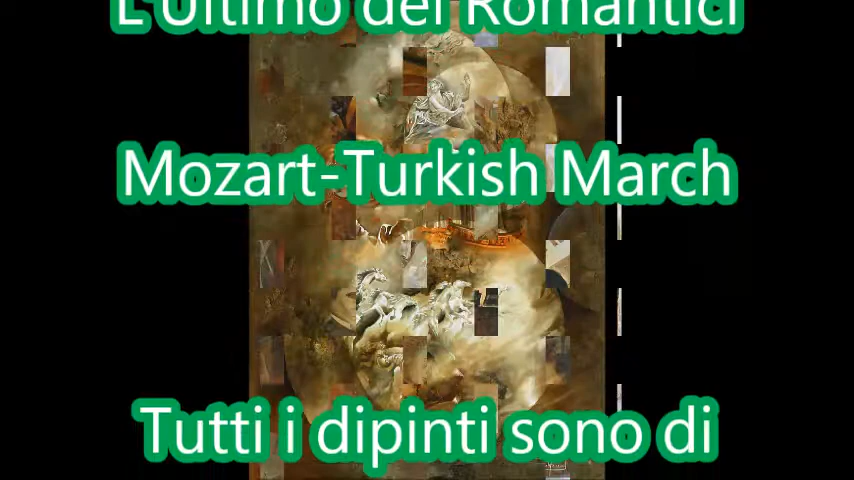 L'Ultimo dei Romantici
Mozart-Turkish March
Tutti i dipinti sono di